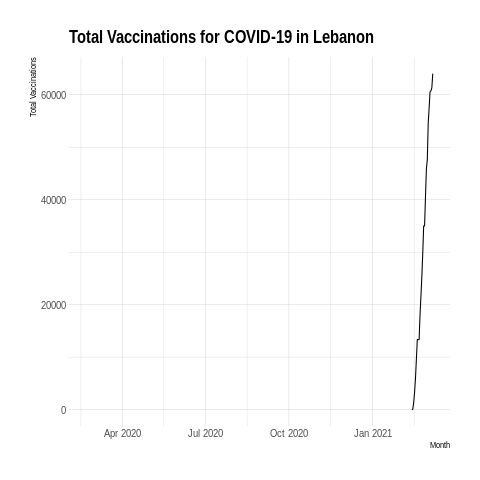 Total Vaccinations for COVID-19 in Lebanon
Total Vaccinations
60000
40000
20000
0
Apr 2020 Jul 2020 Oct 2020 Jan 2021
Month